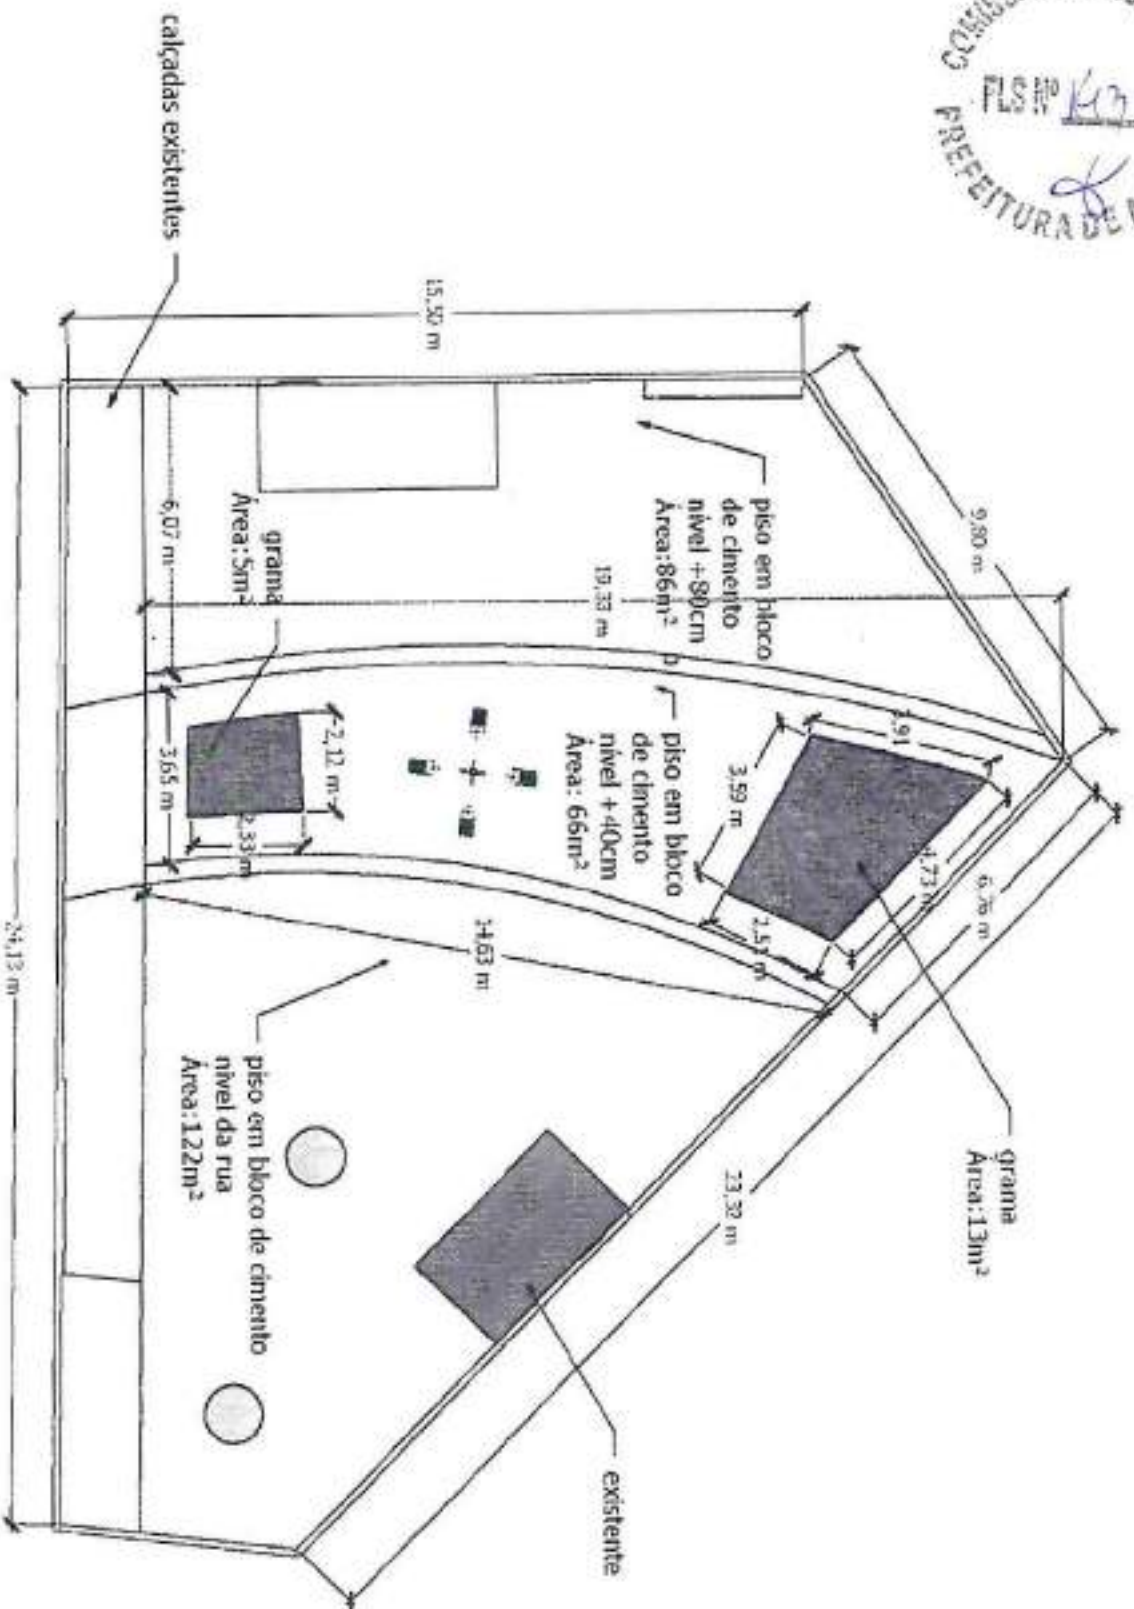 calçadas existentes
15,50 m
9,80 m
piso em bloco
de cimento
nível +80cm
Área:86m²
19,33 m
6,07 m
grama
Área:5m²
piso em bloco
de cimento
nível +40cm
Área: 66m²
2,12 m
2,33 m
3,65 m
3,59 m
2,51 m
4,73 m
6,76 m
14,63 m
grama
Área:13m²
23,32 m
24,13 m
piso em bloco de cimento
nível da rua
Área:122m²
existente
FLS Nº
PREFEITURA DE